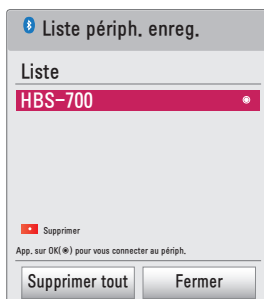 Liste périph. enreg.
Liste
HBS-700
Supprimer
App. sur OK(◉) pour vous connecter au périph.
Supprimer tout
Fermer